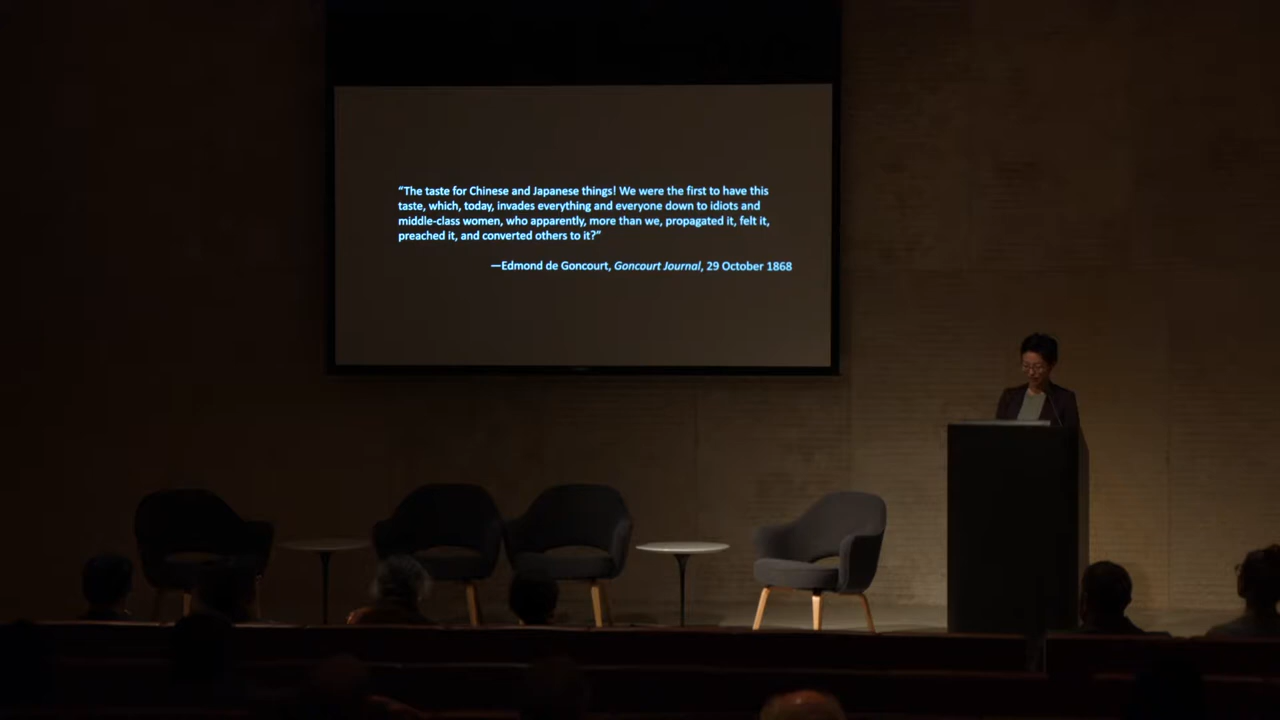 “The taste for Chinese and Japanese things! We were the first to have this
taste, which, today, invades everything and everyone down to idiots and
middle-class women, who apparently, more than we, propagated it, felt it,
preached it, and converted others to it?”
—Edmond de Goncourt, Goncourt Journal, 29 October 1868